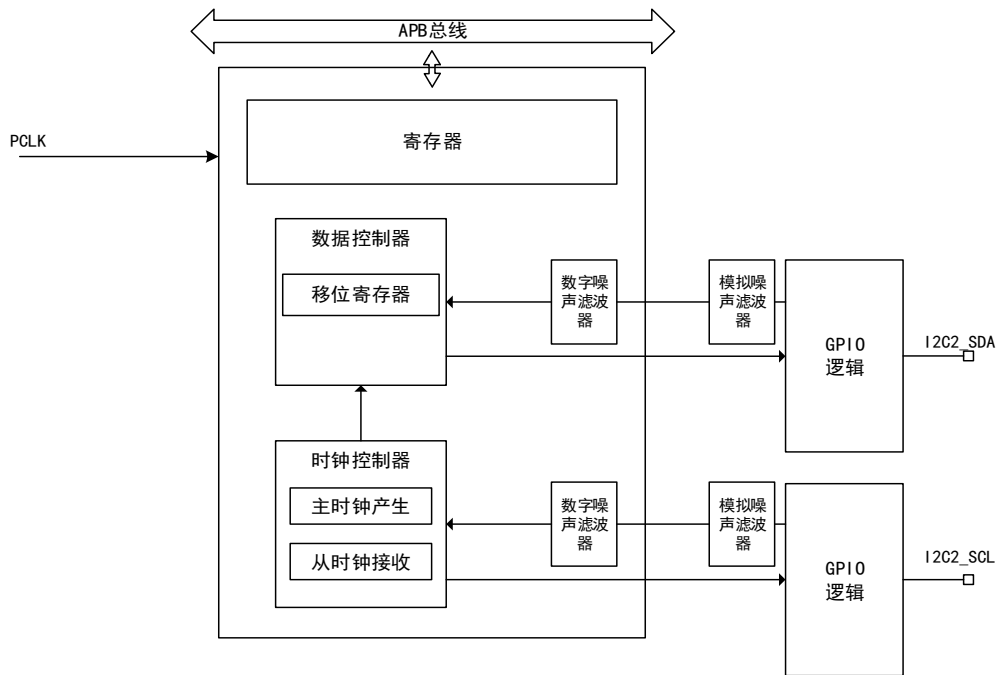 APB总线
PCLK
寄存器
数据控制器
移位寄存器
数字噪
声滤波
器
模拟噪
声滤波
器
GPIO
逻辑
I2C2_SDA
时钟控制器
主时钟产生
从时钟接收
数字噪
声滤波
器
模拟噪
声滤波
器
GPIO
逻辑
I2C2_SCL